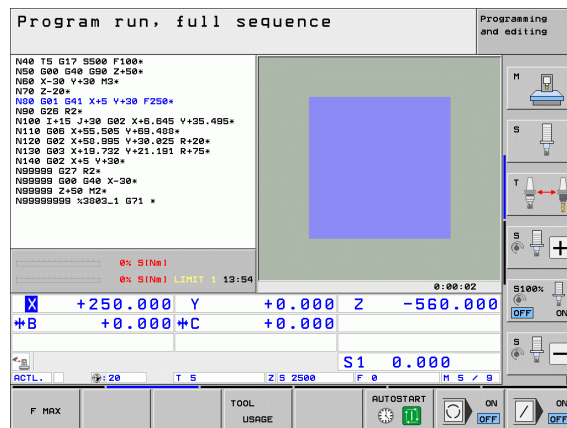 Program run, full sequence
Programming
and editing
N40 T5 G17 S500 F100*
N50 G00 G40 G90 Z+50*
N60 X-30 Y+30 M3*
N70 Z-20*
N80 G01 G41 X+5 Y+30 F250*
N90 G26 R2*
N100 I+15 J+30 G02 X+6.645 Y+35.495*
N110 G06 X+55.505 Y+69.488*
N120 G02 X+58.995 Y+30.025 R+20*
N130 G03 X+19.732 Y+21.191 R+75*
N140 G02 X+5 Y+30*
N99999 G27 R2*
N99999 G00 G40 X-30*
N99999 Z+50 M2*
N99999999 %3803_1 G71 *
0% S[Nm]
0% S[Nm] LIMIT 1 13:54
0:00:02
X +250.000 Y +0.000 Z -560.000
B +0.000 C +0.000
S1 0.000
ACTL. : 20 T 5 Z S 2500 F 0 M 5 / 9
M
S
T
S
+
S100%
OFF ON
S
-
F MAX
TOOL
USAGE
AUTOSTART
ON
OFF
ON
OFF